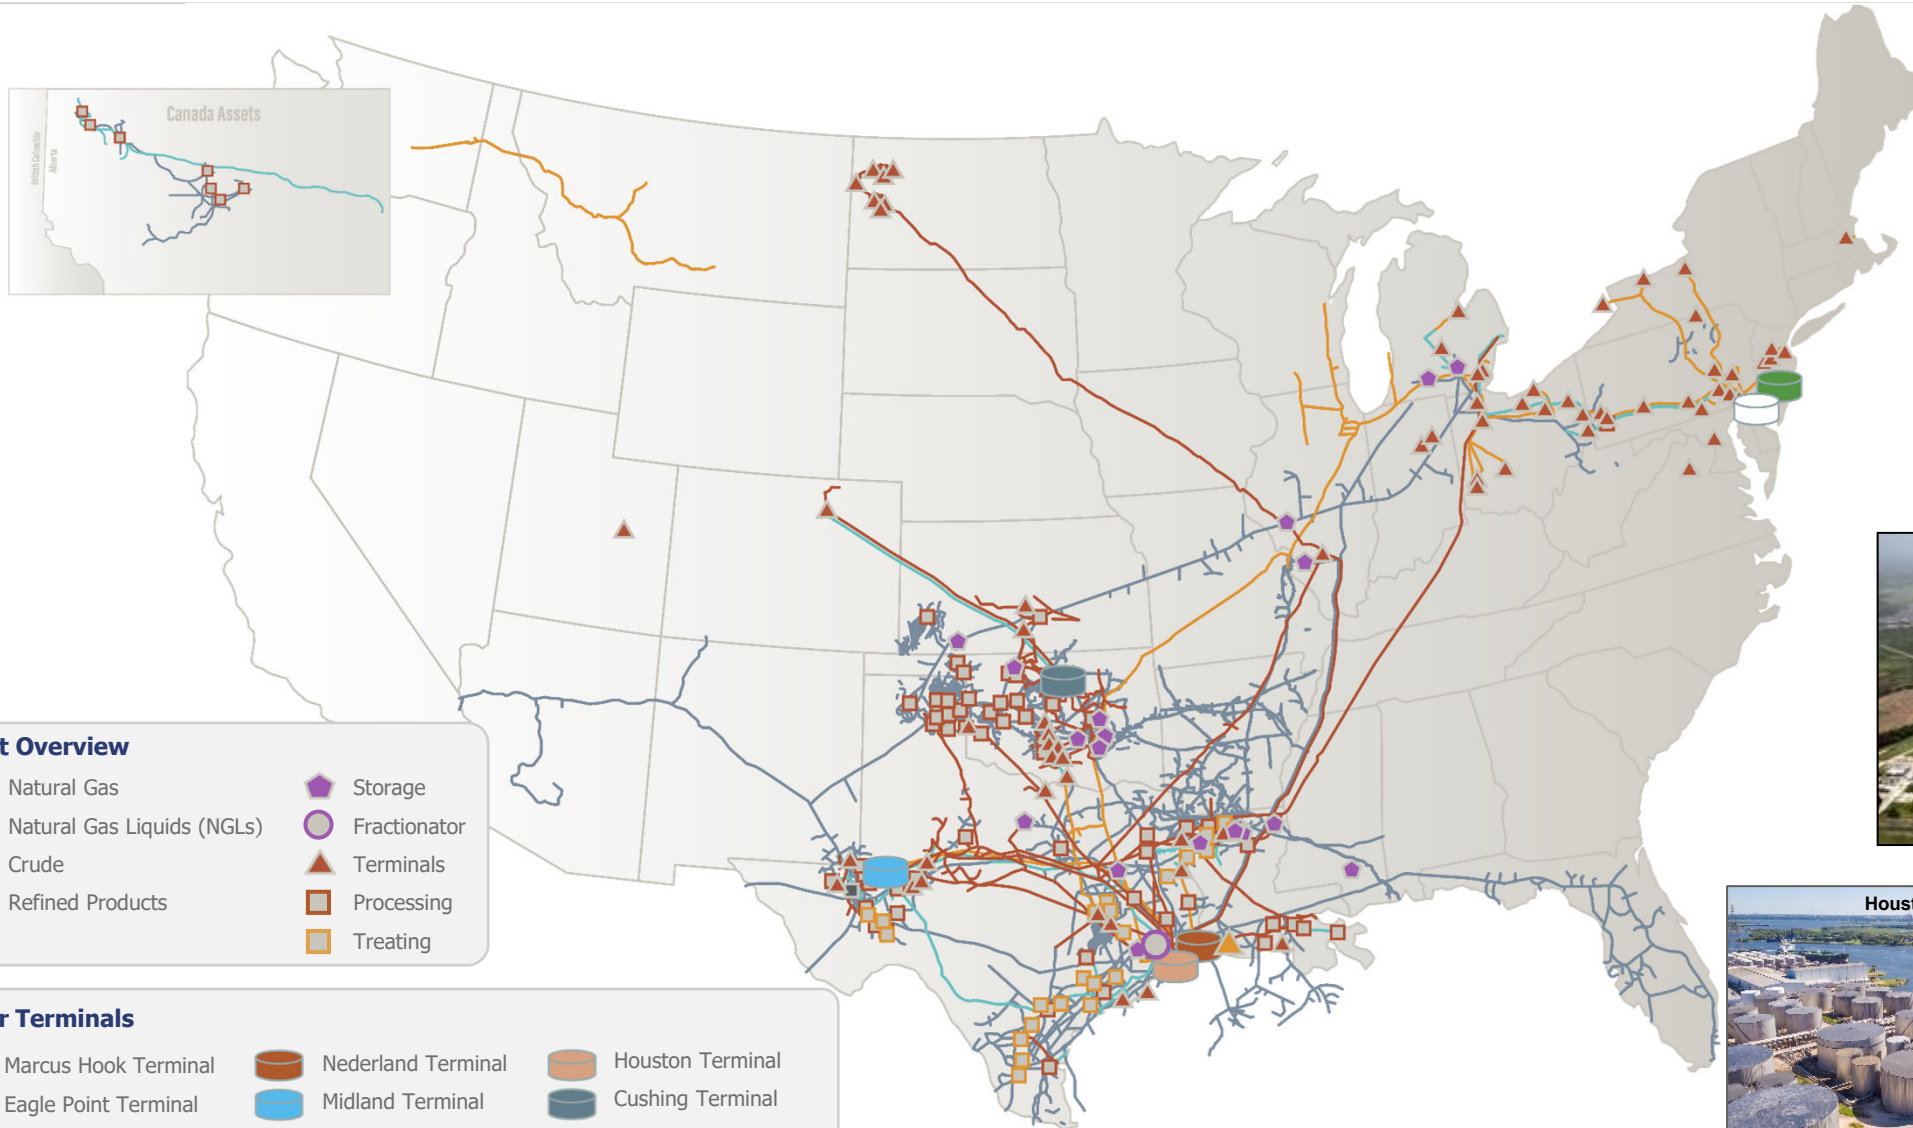 Canada Assets
British Columbia
Alberta
t Overview
Natural Gas
Natural Gas Liquids (NGLs)
Crude
Refined Products
Storage
Fractionator
Terminals
Processing
Treating
r Terminals
Marcus Hook Terminal
Eagle Point Terminal
Nederland Terminal
Midland Terminal
Houston Terminal
Cushing Terminal
Houst